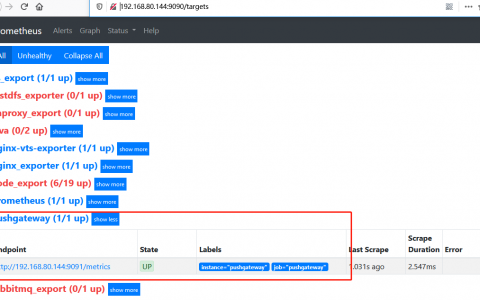 192.168.80.144:9090/targets
rometheus Alerts Graph Status Help
All Unhealthy Collapse All
_export (1/1 up) show more
stdfs_exporter (0/1 up) show more
aproxy_export (0/1 up) show more
va (0/2 up) show more
ginx-vts-exporter (1/1 up) show more
ginx_exporter (1/1 up) show more
ode_export (6/19 up) show more
rometheus (1/1 up) show more
ushgateway (1/1 up) show less
ndpoint State Labels Last Scrape Scrape Duration Error
ttp://192.168.80.144:9091/metrics UP instance="pushgateway" job="pushgateway" 1.031s ago 2.547ms
bbitmq_export (0/1 up) show more